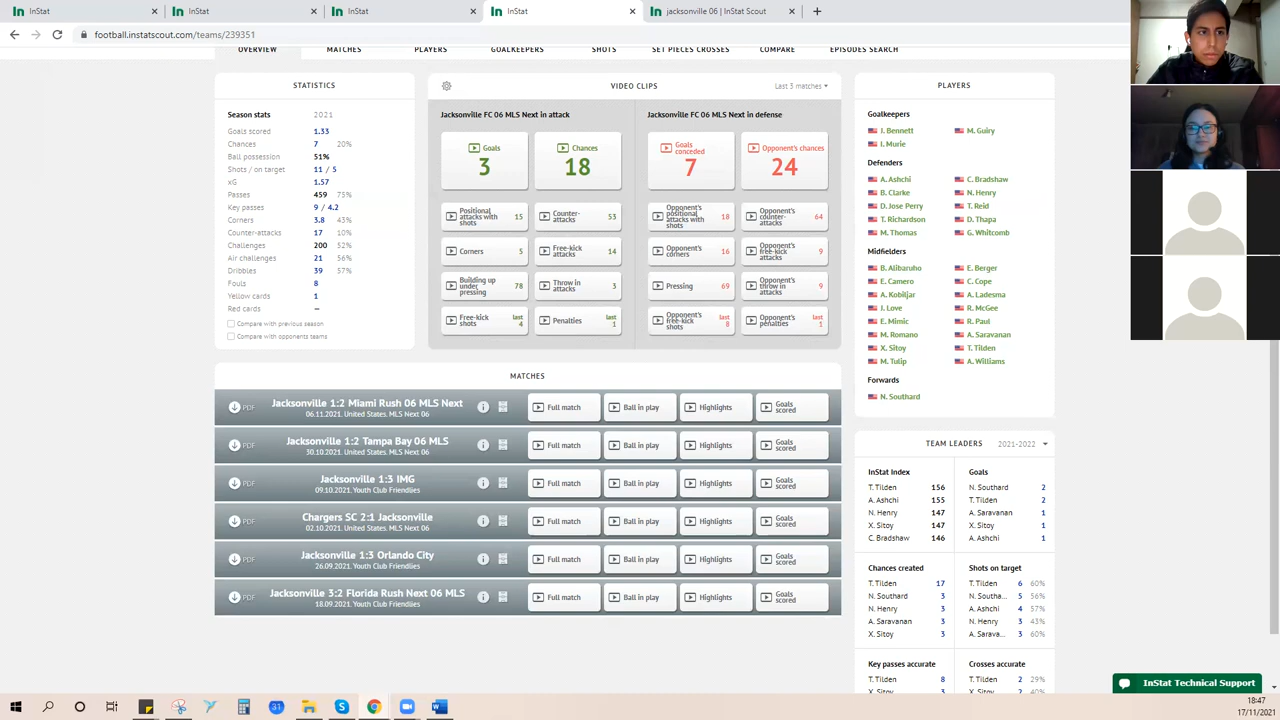 InStat
InStat
InStat
InStat
jacksonville 06 | InStat Scout
football.instatscout.com/teams/239351
OVERVIEW MATCHES PLAYERS GOALKEEPERS SHOTS SET PIECES CROSSES COMPARE EPISODES SEARCH
STATISTICS
Season stats 2021
Goals scored 1.33
Chances 7 20%
Ball possession 51%
Shots / on target 11 / 5
xG 1.57
Passes 459 75%
Key passes 9 / 4.2
Corners 3.8 43%
Counter-attacks 17 10%
Challenges 200 52%
Air challenges 21 56%
Dribbles 39 57%
Fouls 8
Yellow cards 1
Red cards –
Compare with previous season
Compare with opponents teams
VIDEO CLIPS
Last 3 matches
Jacksonville FC 06 MLS Next in attack
Goals
3
Chances
18
Positional attacks with shots 15
Counter-attacks 53
Corners 5
Free-kick attacks 14
Building up under pressing 78
Throw in attacks 3
Free-kick shots last 4
Penalties last 1
Jacksonville FC 06 MLS Next in defense
Goals conceded
7
Opponent's chances
24
Opponent's positional attacks with shots 18
Opponent's counter-attacks 64
Opponent's corners 16
Opponent's free-kick attacks 9
Pressing 69
Opponent's throw in attacks 9
Opponent's free-kick shots last 8
Opponent's penalties last 1
MATCHES
PDF Jacksonville 1:2 Miami Rush 06 MLS Next Full match Ball in play Highlights Goals scored
06.11.2021. United States. MLS Next 06
PDF Jacksonville 1:2 Tampa Bay 06 MLS Full match Ball in play Highlights Goals scored
30.10.2021. United States. MLS Next 06
PDF Jacksonville 1:3 IMG Full match Ball in play Highlights Goals scored
09.10.2021. Youth Club Friendlies
PDF Chargers SC 2:1 Jacksonville Full match Ball in play Highlights Goals scored
02.10.2021. United States. MLS Next 06
PDF Jacksonville 1:3 Orlando City Full match Ball in play Highlights Goals scored
26.09.2021. Youth Club Friendlies
PDF Jacksonville 3:2 Florida Rush Next 06 MLS Full match Ball in play Highlights Goals scored
18.09.2021. Youth Club Friendlies
PLAYERS
Goalkeepers
J. Bennett M. Guiry
I. Murie
Defenders
A. Ashchi C. Bradshaw
B. Clarke N. Henry
D. Jose Perry T. Reid
T. Richardson D. Thapa
M. Thomas G. Whitcomb
Midfielders
B. Alibaruho E. Berger
E. Camero C. Cope
A. Kobiljar A. Ladesma
J. Love R. McGee
E. Mimic R. Paul
M. Romano A. Saravanan
X. Sitoy T. Tilden
M. Tulip A. Williams
Forwards
N. Southard
TEAM LEADERS 2021-2022
InStat Index
T. Tilden 156
A. Ashchi 155
N. Henry 147
X. Sitoy 147
C. Bradshaw 146
Goals
N. Southard 2
T. Tilden 2
A. Saravanan 1
X. Sitoy 1
A. Ashchi 1
Chances created
T. Tilden 17
N. Southard 3
N. Henry 3
A. Saravanan 3
X. Sitoy 3
Shots on target
T. Tilden 6 60%
N. Southa... 5 56%
A. Ashchi 4 57%
N. Henry 3 43%
A. Sarava... 3 60%
Key passes accurate
T. Tilden 8
X. Sitoy 3
Crosses accurate
T. Tilden 2 29%
X. Sitoy 2 40%
InStat Technical Support
18:47
17/11/2021